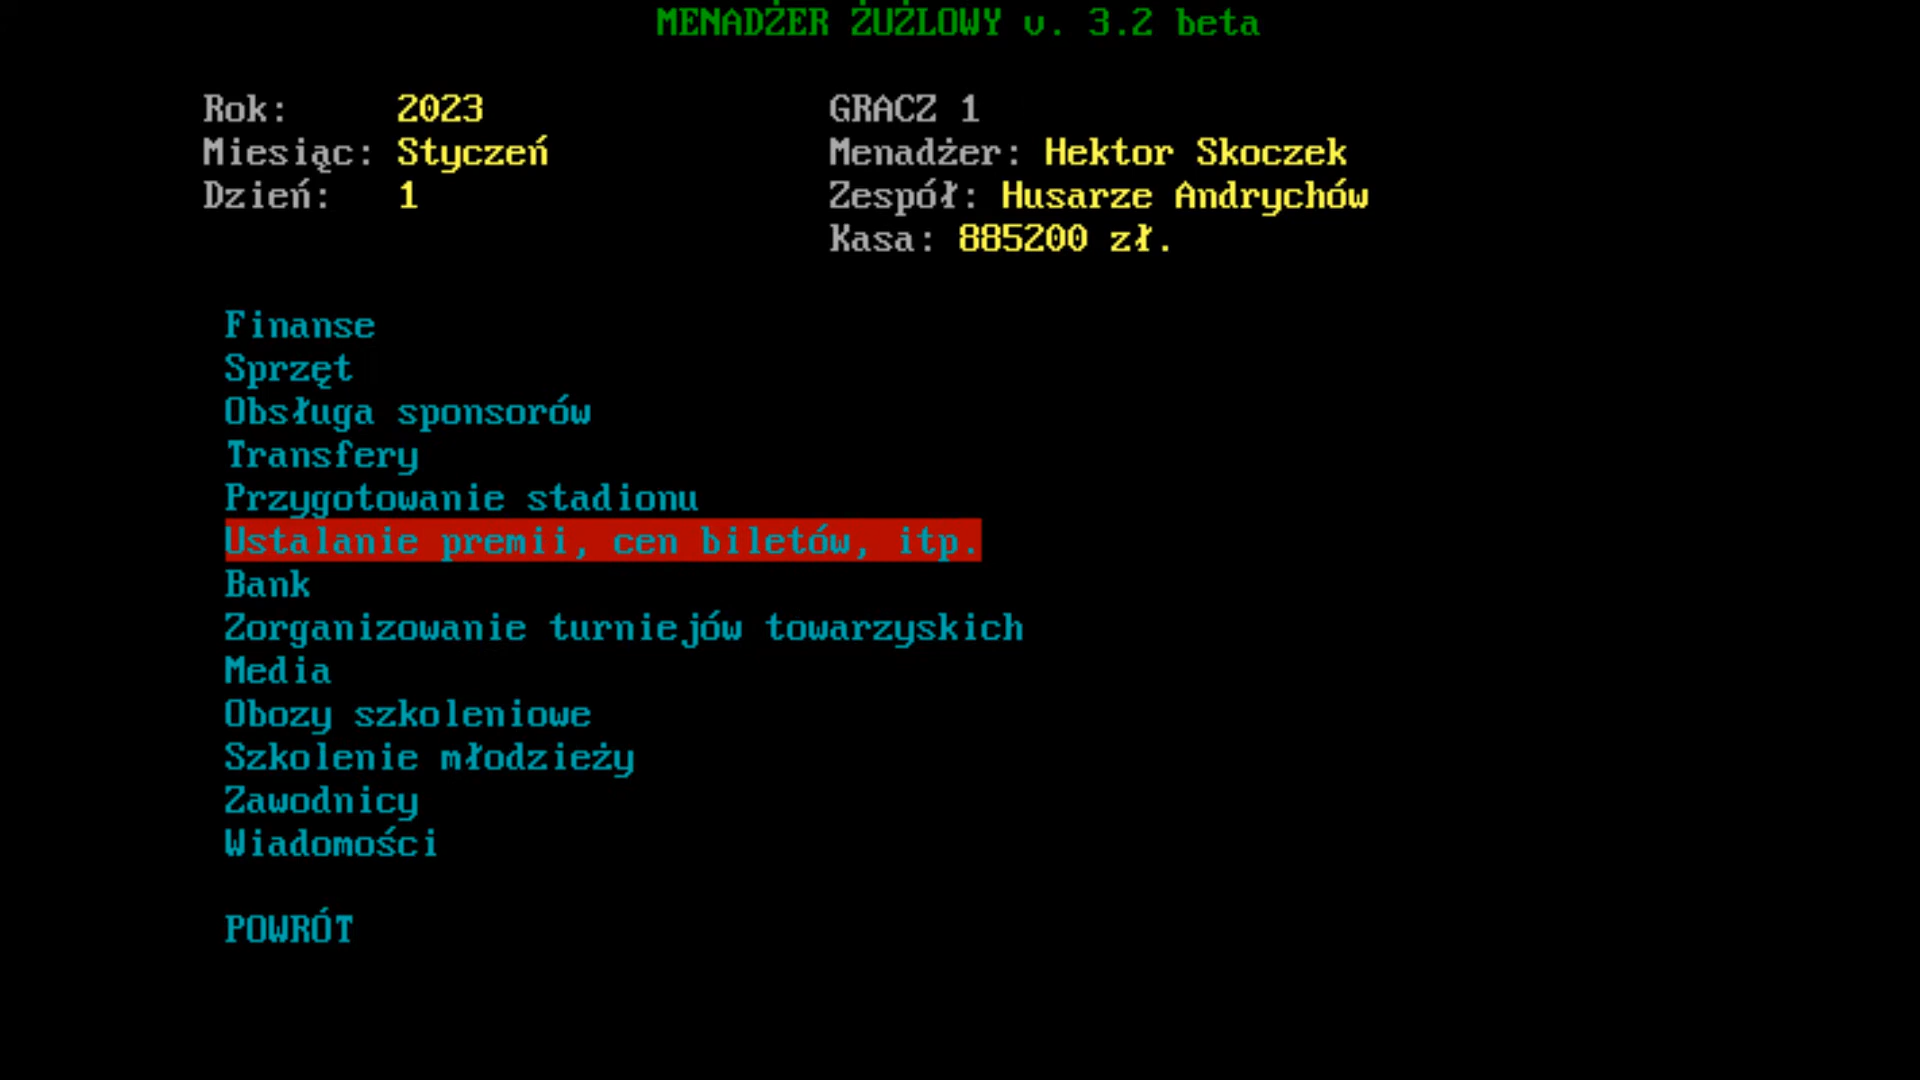 MENADŻER ŻUŻLOWY v. 3.2 beta
Rok: 2023 GRACZ 1
Miesiąc: Styczeń Menadżer: Hektor Skoczek
Dzień: 1 Zespół: Husarze Andrychów
Kasa: 885200 zł.
Finanse
Sprzęt
Obsługa sponsorów
Transfery
Przygotowanie stadionu
Ustalanie premii, cen biletów, itp.
Bank
Zorganizowanie turniejów towarzyskich
Media
Obozy szkoleniowe
Szkolenie młodzieży
Zawodnicy
Wiadomości
POWRÓT